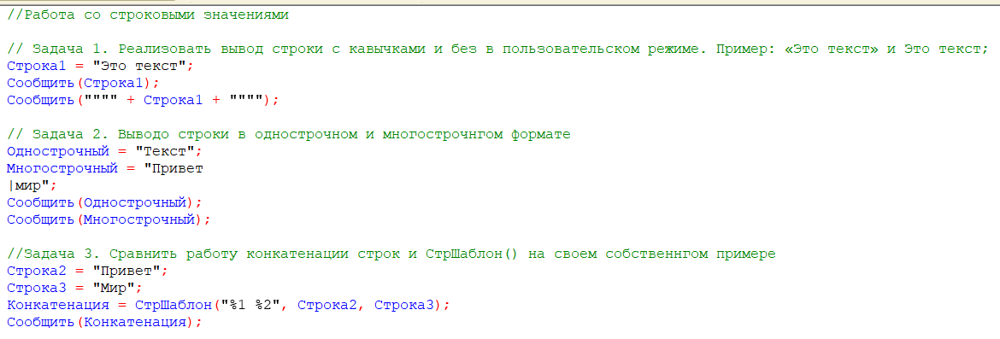 //Работа со строковыми значениями
// Задача 1. Реализовать вывод строки с кавычками и без в пользовательском режиме. Пример: «Это текст» и Это текст;
Строка1 = "Это текст";
Сообщить(Строка1);
Сообщить("""" + Строка1 + """");
// Задача 2. Выводо строки в однострочном и многострочнгом формате
Однострочный = "Текст";
Многострочный = "Привет
|мир";
Сообщить(Однострочный);
Сообщить(Многострочный);
//Задача 3. Сравнить работу конкатенации строк и СтрШаблон() на своем собственнгом примере
Строка2 = "Привет";
Строка3 = "Мир";
Конкатенация = СтрШаблон("%1 %2", Строка2, Строка3);
Сообщить(Конкатенация);